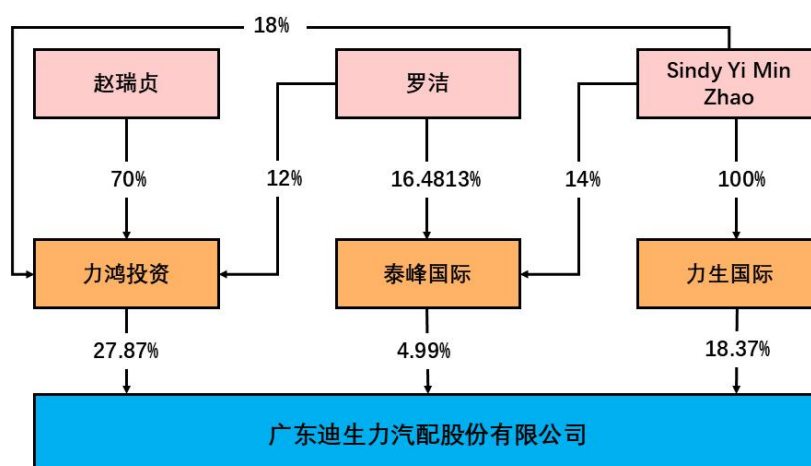 18%
赵瑞贞
罗洁
Sindy Yi Min
Zhao
70%
12%
16.4813%
14%
100%
力鸿投资
泰峰国际
力生国际
27.87%
4.99%
18.37%
广东迪生力汽配股份有限公司